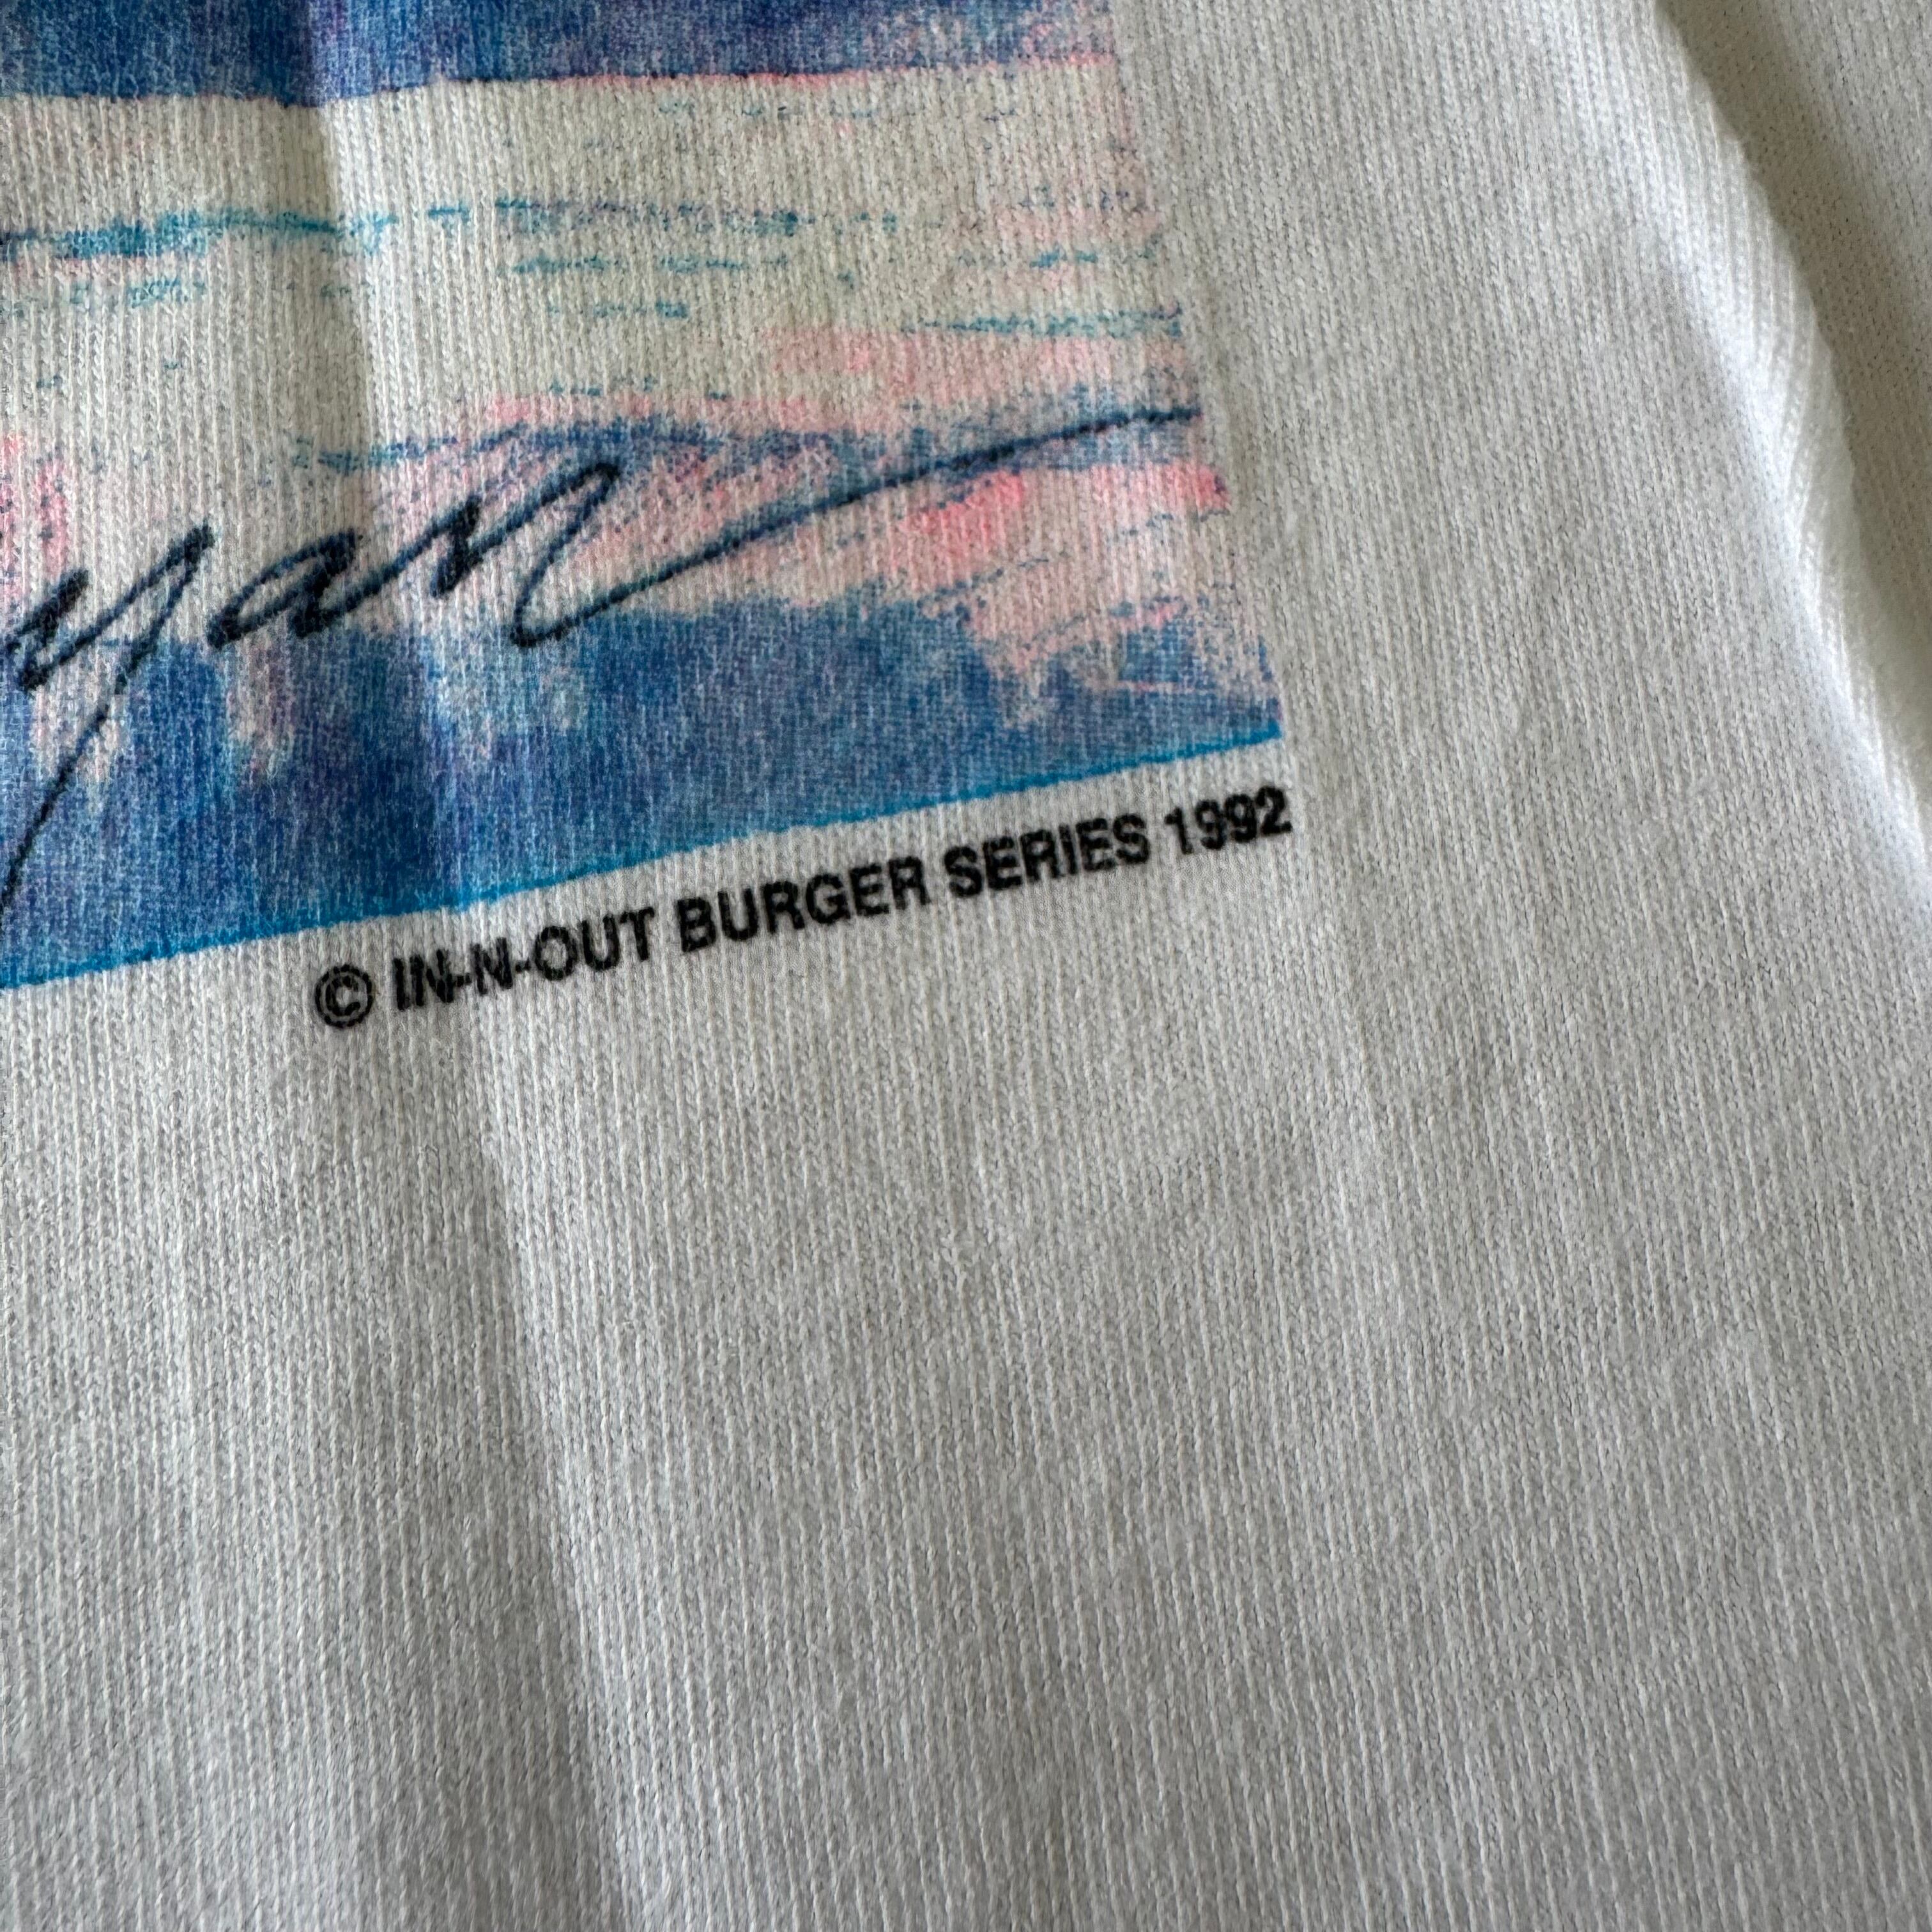 © IN-N-OUT BURGER SERIES 1992